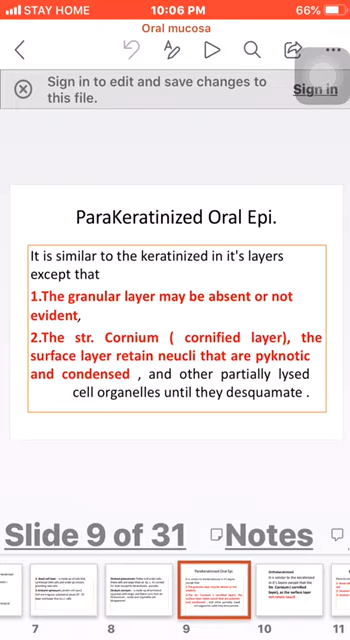 STAY HOME 10:06 PM 66%
Oral mucosa
Sign in to edit and save changes to
this file.
Sign in
ParaKeratinized Oral Epi.
It is similar to the keratinized in it's layers
except that
1.The granular layer may be absent or not
evident,
2.The str. Cornium ( cornified layer), the
surface layer retain neucli that are pyknotic
and condensed , and other partially lysed
cell organelles until they desquamate .
Slide 9 of 31
Notes
ParaKeratinized Oral Epi.
Orthokeratinized
7
8
9
10
11